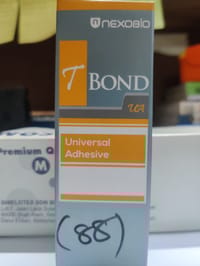 nexobio
T BOND
UA
Universal
Adhesive
(88)
Premium Q
M